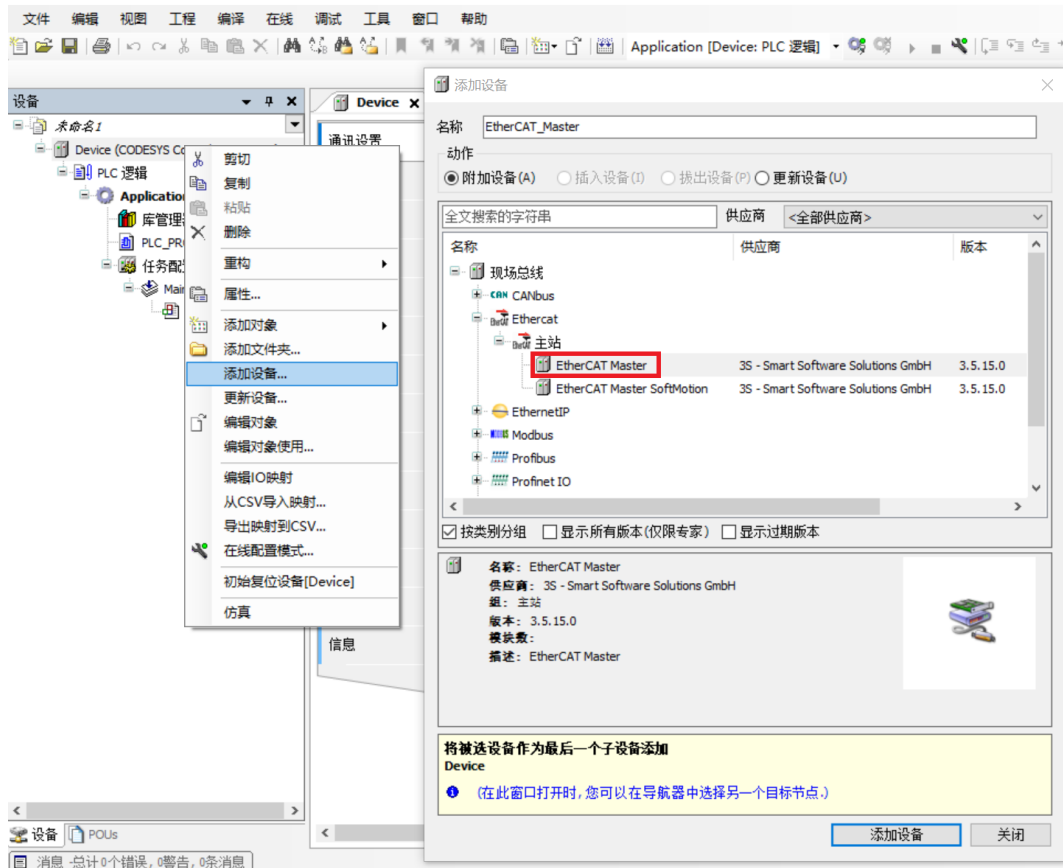 文件 编辑 视图 工程 编译 在线 调试 工具 窗口 帮助
Application [Device: PLC 逻辑]
设备
未命名1
Device (CODESYS Co
PLC 逻辑
Application
库管理
PLC_PR
任务配
Main
剪切
复制
粘贴
删除
重构
属性...
添加对象
添加文件夹...
添加设备...
更新设备...
编辑对象
编辑对象使用...
编辑IO映射
从CSV导入映射...
导出映射到CSV...
在线配置模式...
初始复位设备[Device]
仿真
设备 POUs
消息 -总计0个错误, 0警告, 0条消息
Device
通讯设置
信息
添加设备
名称 EtherCAT_Master
动作
附加设备(A) 插入设备(I) 拔出设备(P) 更新设备(U)
全文搜索的字符串 供应商 <全部供应商>
名称 供应商 版本
现场总线
CAN CANbus
EtherCAT Ethercat
EtherCAT 主站
EtherCAT Master 3S - Smart Software Solutions GmbH 3.5.15.0
EtherCAT Master SoftMotion 3S - Smart Software Solutions GmbH 3.5.15.0
EthernetIP
Modbus
Profibus
Profinet IO
按类别分组 显示所有版本(仅限专家) 显示过期版本
名称: EtherCAT Master
供应商: 3S - Smart Software Solutions GmbH
组: 主站
版本: 3.5.15.0
模块数:
描述: EtherCAT Master
将被选设备作为最后一个子设备添加
Device
(在此窗口打开时, 您可以在导航器中选择另一个目标节点.)
添加设备 关闭